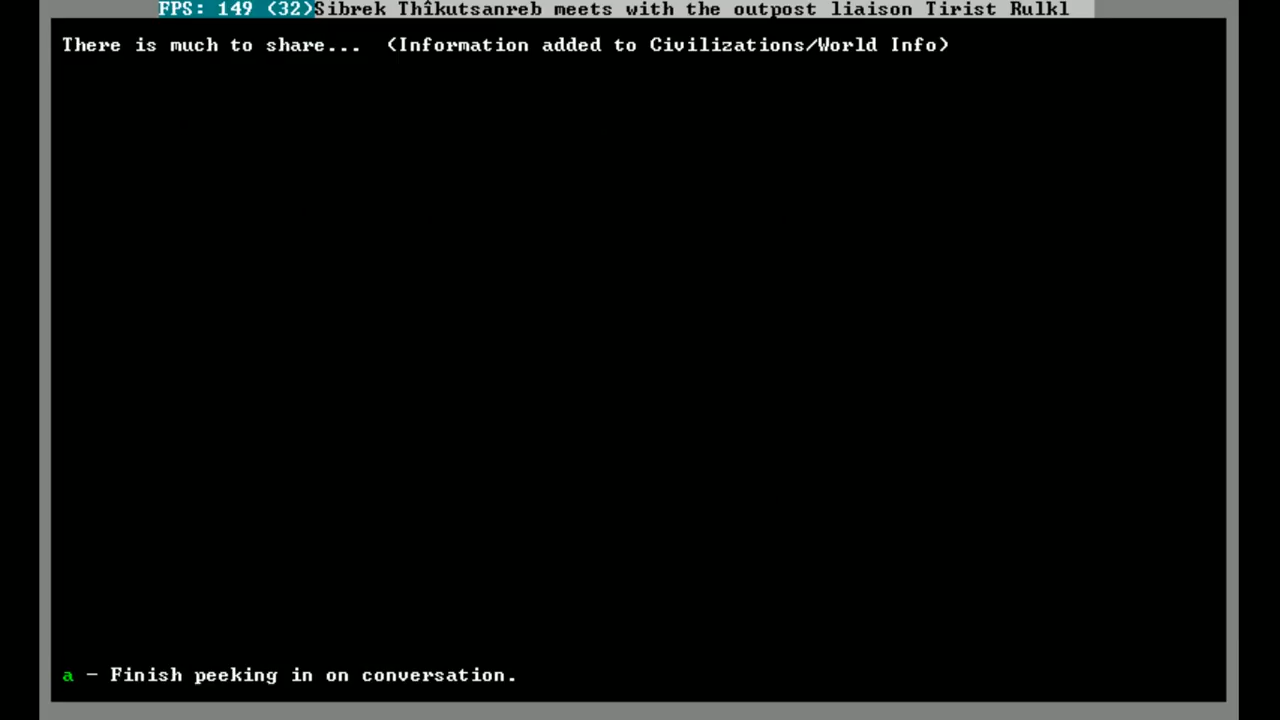 FPS: 149 (32)Sibrek Thîkutsanreb meets with the outpost liaison Tirist Rulkl
There is much to share...  (Information added to Civilizations/World Info)
a - Finish peeking in on conversation.